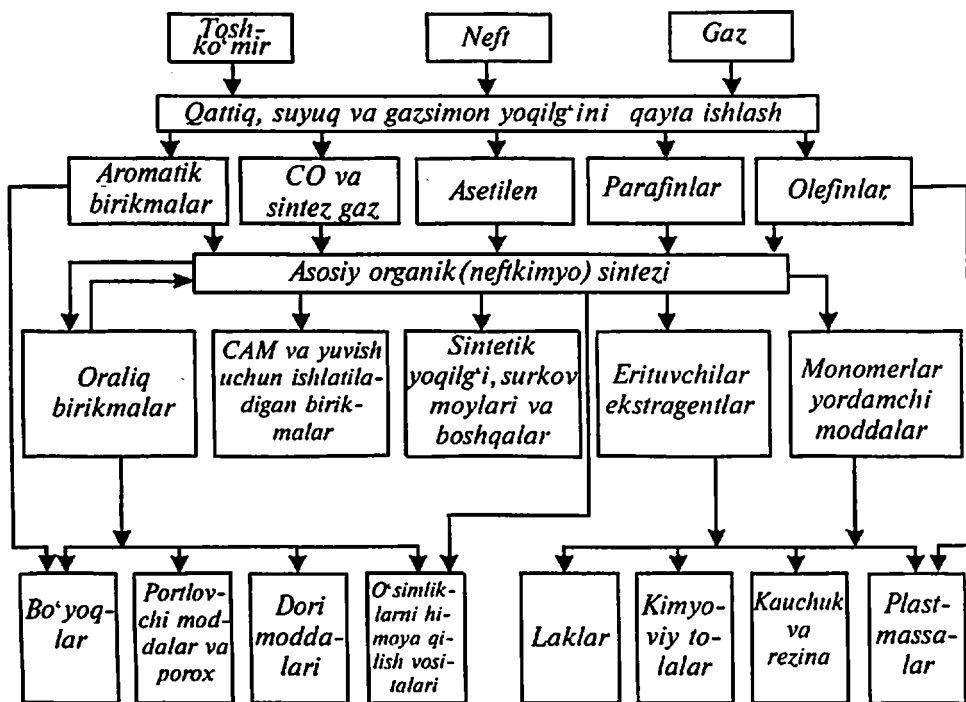 Tosh-
ko‘mir
Neft
Gaz
Qattiq, suyuq va gazsimon yoqilg‘ini qayta ishlash
Aromatik
birikmalar
CO va
sintez gaz
Asetilen
Parafinlar
Olefinlar
Asosiy organik (neftkimyo) sintezi
Oraliq
birikmalar
CAM va yuvish
uchun ishlatila-
digan birik-
malar
Sintetik
yoqilg‘i, surkov
moylari va
boshqalar
Erituvchilar
ekstragentlar
Monomerlar
yordamchi
moddalar
Bo‘yoq-
lar
Portlov-
chi mod-
dalar va
porox
Dori
modda-
lari
O‘simlik-
larni hi-
moya qi-
lish vosi-
talari
Laklar
Kimyo-
viy to-
lalar
Kauchuk
va
rezina
Plast-
massa-
lar